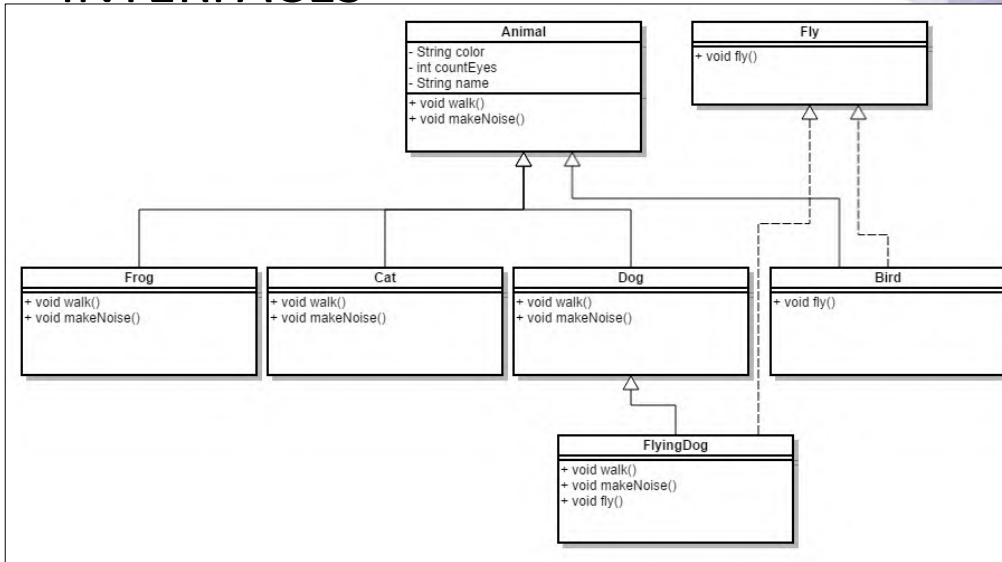 INTERFACES
Animal
- String color
- int countEyes
- String name
+ void walk()
+ void makeNoise()
Fly
+ void fly()
Frog
+ void walk()
+ void makeNoise()
Cat
+ void walk()
+ void makeNoise()
Dog
+ void walk()
+ void makeNoise()
Bird
+ void fly()
FlyingDog
+ void walk()
+ void makeNoise()
+ void fly()